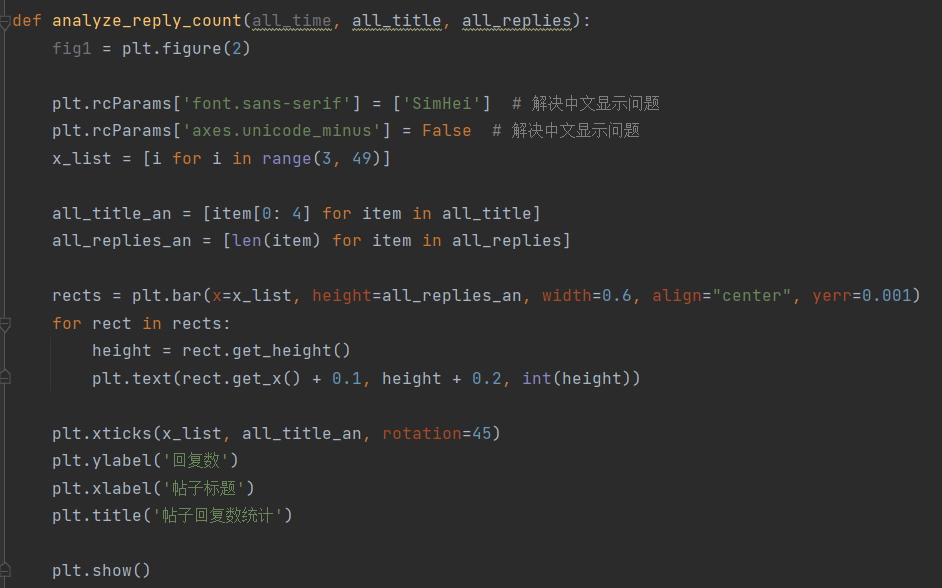 def analyze_reply_count(all_time, all_title, all_replies):
    fig1 = plt.figure(2)
    plt.rcParams['font.sans-serif'] = ['SimHei']  # 解决中文显示问题
    plt.rcParams['axes.unicode_minus'] = False  # 解决中文显示问题
    x_list = [i for i in range(3, 49)]
    all_title_an = [item[0: 4] for item in all_title]
    all_replies_an = [len(item) for item in all_replies]
    rects = plt.bar(x=x_list, height=all_replies_an, width=0.6, align="center", yerr=0.001)
    for rect in rects:
        height = rect.get_height()
        plt.text(rect.get_x() + 0.1, height + 0.2, int(height))
    plt.xticks(x_list, all_title_an, rotation=45)
    plt.ylabel('回复数')
    plt.xlabel('帖子标题')
    plt.title('帖子回复数统计')
    plt.show()